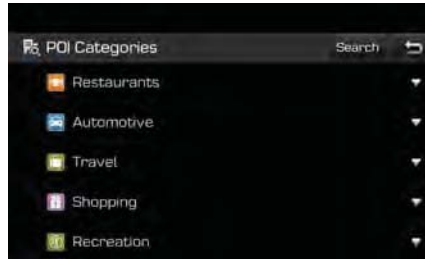 POI Categories Search
Restaurants
Automotive
Travel
Shopping
Recreation